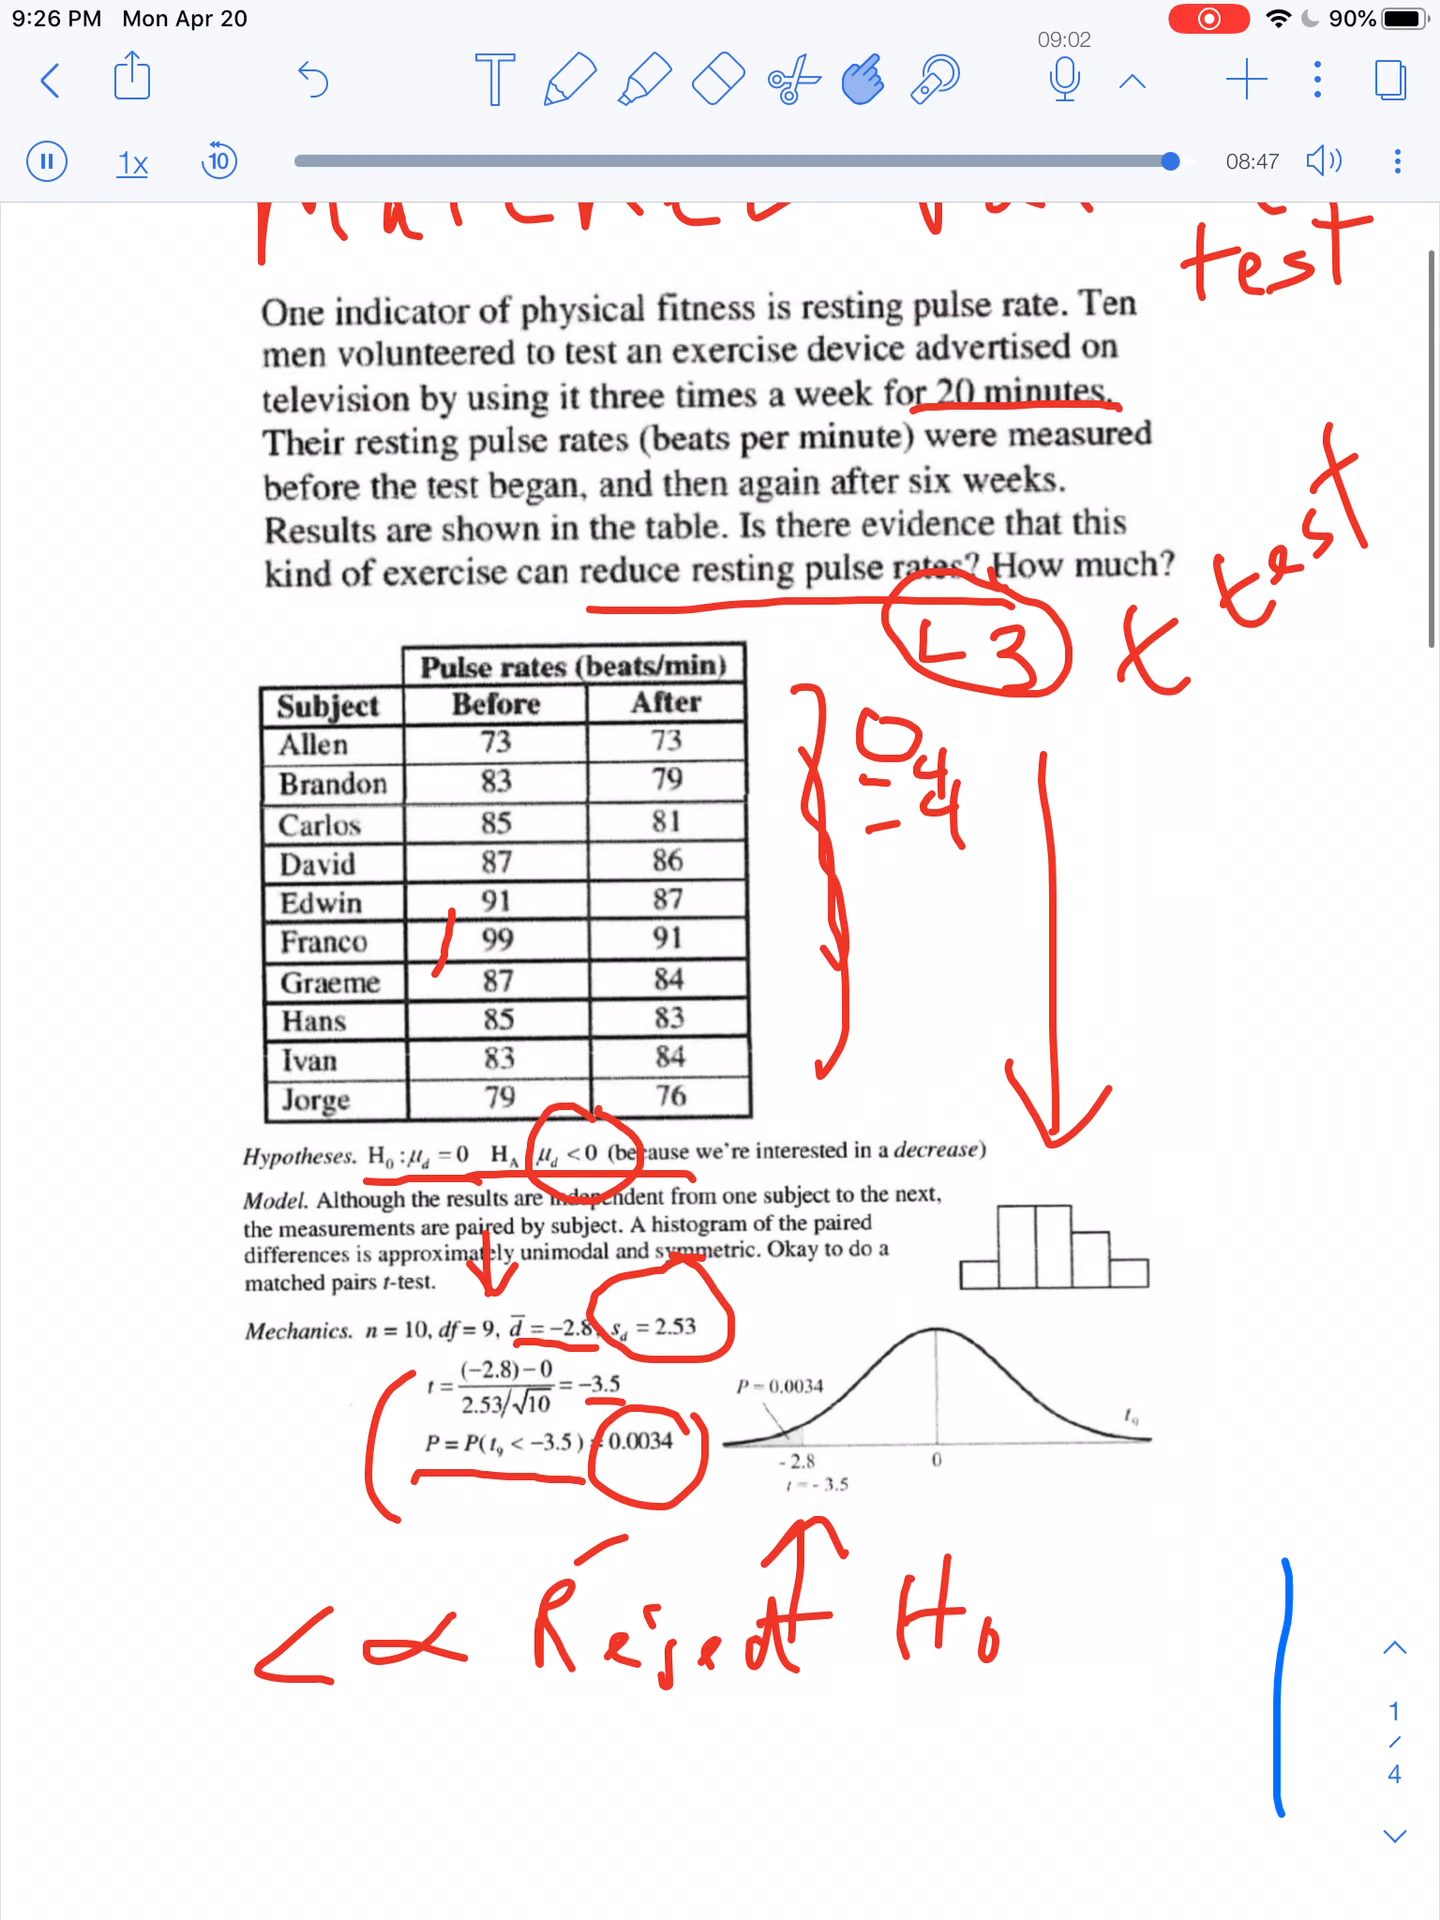 9:26 PM Mon Apr 20
90%
09:02
1x
10
08:47
test
One indicator of physical fitness is resting pulse rate. Ten
men volunteered to test an exercise device advertised on
television by using it three times a week for 20 minutes.
Their resting pulse rates (beats per minute) were measured
before the test began, and then again after six weeks.
Results are shown in the table. Is there evidence that this
kind of exercise can reduce resting pulse rates? How much?
t test
Pulse rates (beats/min)
Subject Before After
Allen 73 73
Brandon 83 79
Carlos 85 81
David 87 86
Edwin 91 87
Franco 99 91
Graeme 87 84
Hans 85 83
Ivan 83 84
Jorge 79 76
0
-4
-4
Hypotheses. H₀ : μd = 0 HA μd < 0 (because we're interested in a decrease)
Model. Although the results are independent from one subject to the next,
the measurements are paired by subject. A histogram of the paired
differences is approximately unimodal and symmetric. Okay to do a
matched pairs t-test.
Mechanics. n = 10, df = 9, d̅ = −2.8, sd = 2.53
t = (−2.8) − 0 / 2.53/√10 = −3.5
P = P(t₉ < −3.5) = 0.0034
P = 0.0034
t₉
- 2.8
0
t = - 3.5
< α Reject H₀
1
/
4